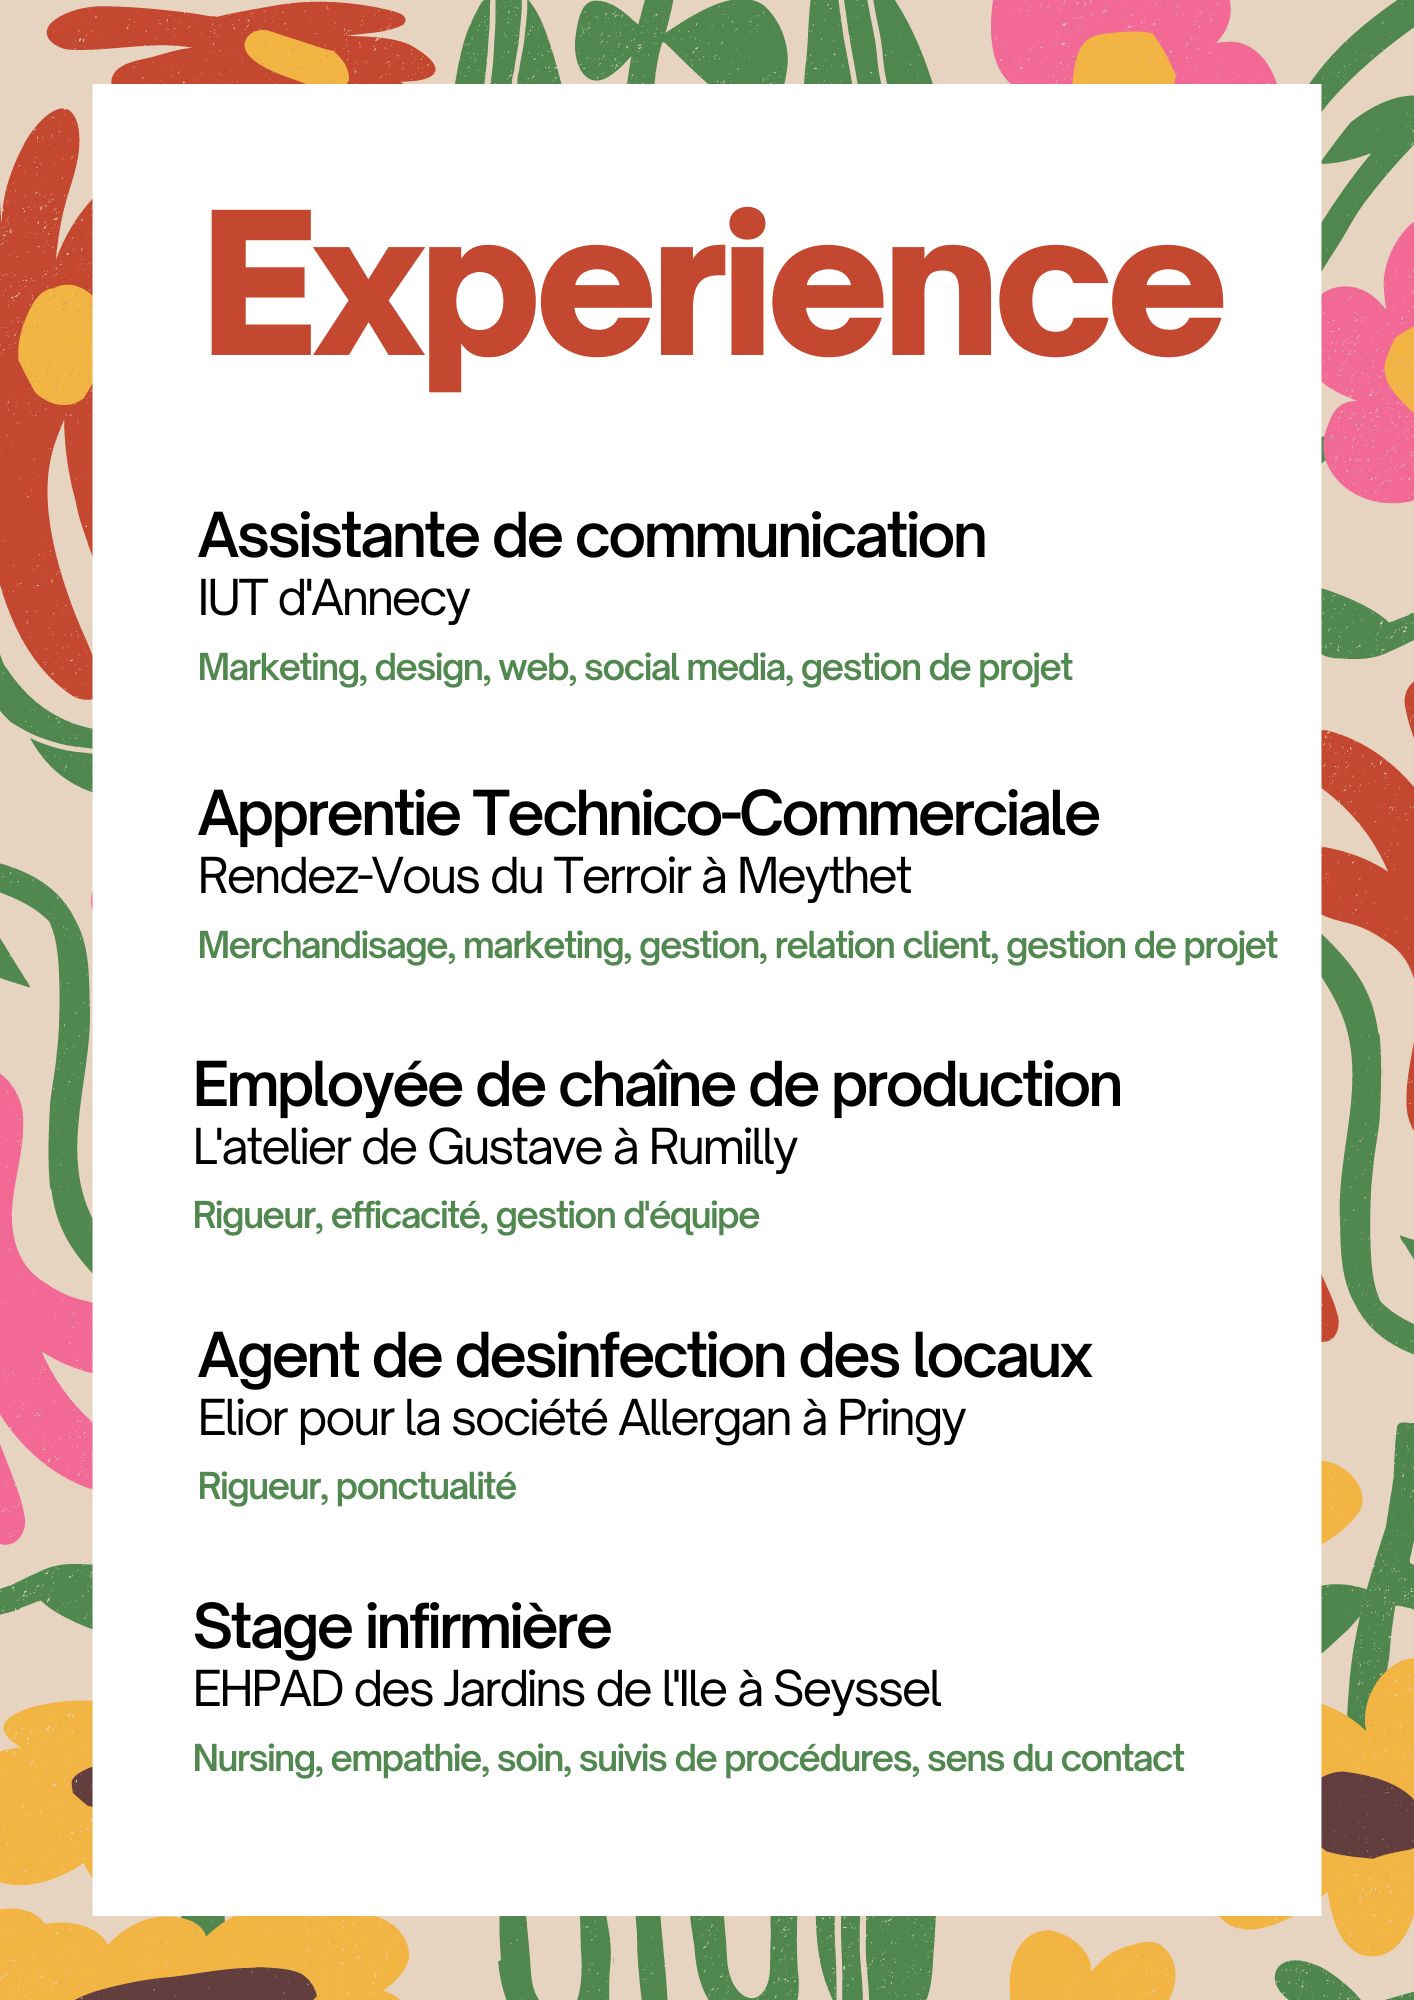 Experience
Assistante de communication
IUT d'Annecy
Marketing, design, web, social media, gestion de projet
Apprentie Technico-Commerciale
Rendez-Vous du Terroir à Meythet
Merchandisage, marketing, gestion, relation client, gestion de projet
Employée de chaîne de production
L'atelier de Gustave à Rumilly
Rigueur, efficacité, gestion d'équipe
Agent de desinfection des locaux
Elior pour la société Allergan à Pringy
Rigueur, ponctualité
Stage infirmière
EHPAD des Jardins de l'Ile à Seyssel
Nursing, empathie, soin, suivis de procédures, sens du contact